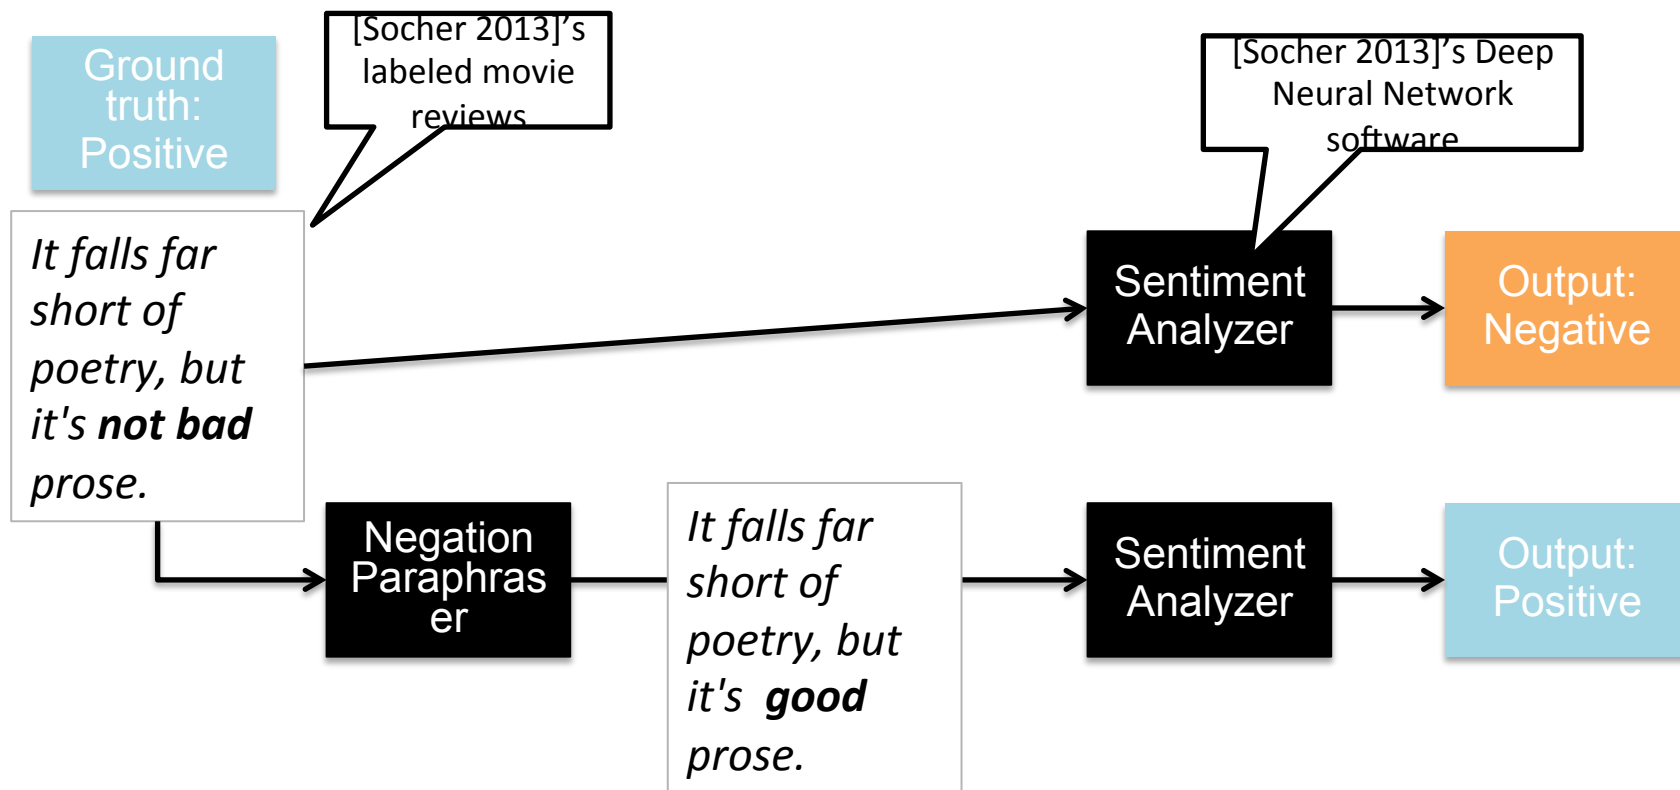 Ground
truth:
Positive
[Socher 2013]’s
labeled movie
reviews
[Socher 2013]’s Deep
Neural Network
software
It falls far
short of
poetry, but
it's not bad
prose.
Sentiment
Analyzer
Output:
Negative
Negation
Paraphras
er
It falls far
short of
poetry, but
it's  good
prose.
Sentiment
Analyzer
Output:
Positive